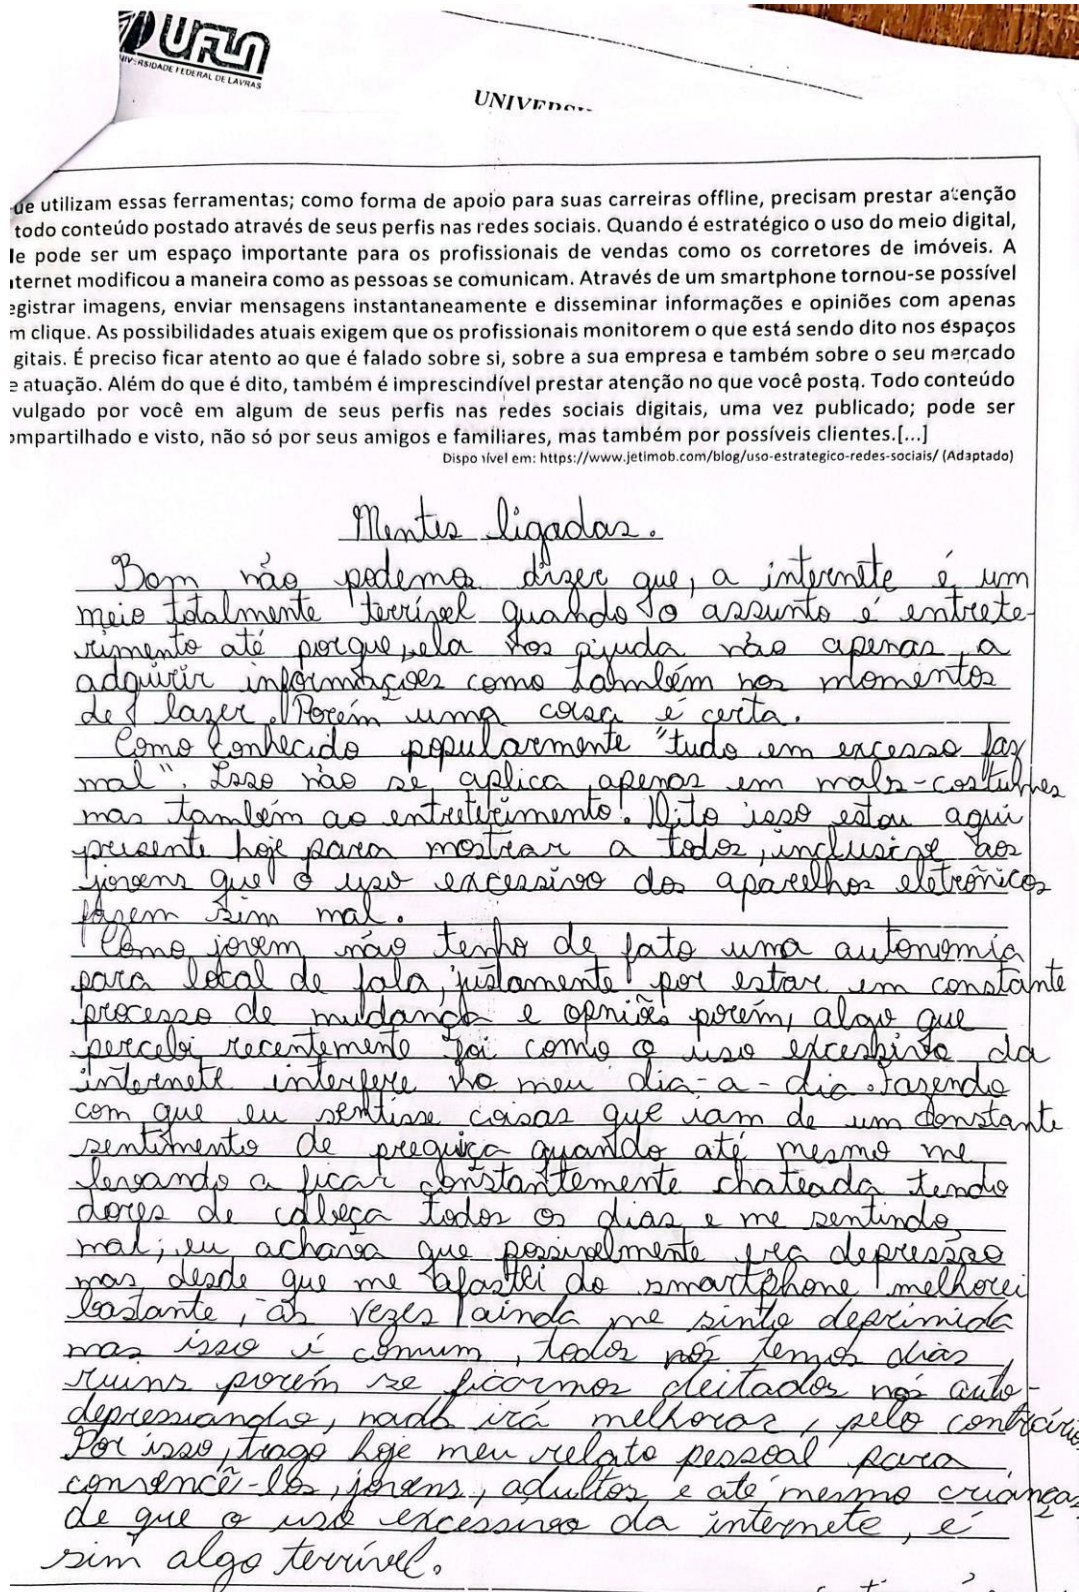 UFLA
UNIVERSIDADE FEDERAL DE LAVRAS
ue utilizam essas ferramentas; como forma de apoio para suas carreiras offline, precisam prestar atenção
todo conteúdo postado através de seus perfis nas redes sociais. Quando é estratégico o uso do meio digital,
le pode ser um espaço importante para os profissionais de vendas como os corretores de imóveis. A
nternet modificou a maneira como as pessoas se comunicam. Através de um smartphone tornou-se possível
egistrar imagens, enviar mensagens instantaneamente e disseminar informações e opiniões com apenas
m clique. As possibilidades atuais exigem que os profissionais monitorem o que está sendo dito nos espaços
gitais. É preciso ficar atento ao que é falado sobre si, sobre a sua empresa e também sobre o seu mercado
e atuação. Além do que é dito, também é imprescindível prestar atenção no que você posta. Todo conteúdo
vulgado por você em algum de seus perfis nas redes sociais digitais, uma vez publicado; pode ser
ompartilhado e visto, não só por seus amigos e familiares, mas também por possíveis clientes.[...]
Disponível em: https://www.jetimob.com/blog/uso-estrategico-redes-sociais/ (Adaptado)
Mentes ligadas.
Bom não podemos dizer que, a internete é um
meio totalmente terrível quando o assunto é entrete-
rimento até porque, ela nos ajuda não apenas a
adquirir informações como também nos momentos
de lazer. Porém uma coisa é certa.
Como conhecido popularmente "tudo em excesso faz
mal". Isso não se aplica apenas em mals-costumes
mas também ao entreterimento. Dito isso estou aqui
presente hoje para mostrar a todos, inclusive aos
jovens que o uso excessivo dos aparelhos eletrônicos
fazem sim mal.
Como jovem não tenho de fato uma autonomia
para local de fala, justamente por estar em constante
processo de mudança e opniões porém, algo que
percebi recentemente foi como o uso excessivo da
internete interfere no meu dia-a-dia. Fazendo
com que eu sentisse coisas que iam de um constante
sentimento de preguiça quando até mesmo me
levando a ficar constantemente chateada tendo
dores de cabeça todos os dias e me sentindo
mal; eu achava que possivelmente era depressão
mas desde que me afastei do smartphone melhorei
bastante, às vezes ainda me sinto deprimida
mas isso é comum, todos nós temos dias
ruins porém se ficarmos deitados nós auto-
depressiando, nada irá melhorar, pelo contrário,
Por isso, trago hoje meu relato pessoal para
convencê-los, jovens, adultos e até mesmo crianças,
de que o uso excessivo da internete, é
sim algo terrível.